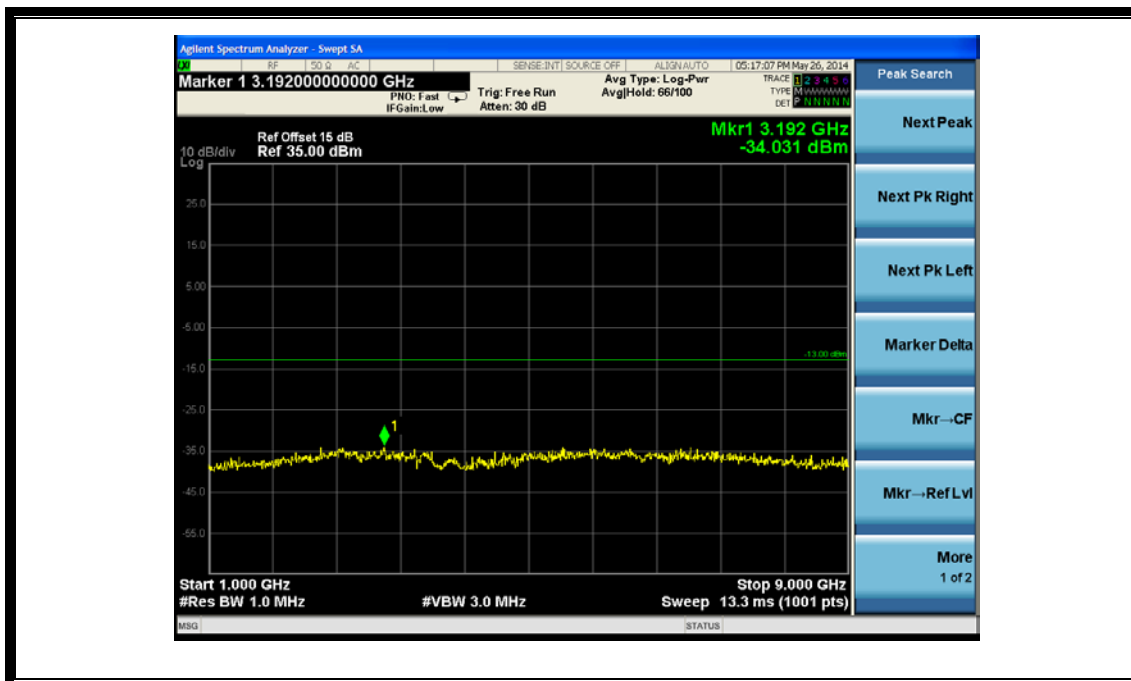 Agilent Spectrum Analyzer - Swept SA
RF 50 Ω AC SENSE:INT SOURCE OFF ALIGN AUTO 05:17:07 PM May 26, 2014
Marker 1 3.192000000000 GHz
PNO: Fast
IFGain:Low
Trig: Free Run
Atten: 30 dB
Avg Type: Log-Pwr
Avg|Hold: 66/100
TRACE 1 2 3 4 5 6
TYPE M
DET P N N N N N
Peak Search
Mkr1 3.192 GHz
-34.031 dBm
Ref Offset 15 dB
10 dB/div Ref 35.00 dBm
Log
25.0
15.0
5.00
-5.00
-13.00 dBm
-15.0
-25.0
1
-35.0
-45.0
-55.0
Start 1.000 GHz
Stop 9.000 GHz
#Res BW 1.0 MHz
#VBW 3.0 MHz
Sweep 13.3 ms (1001 pts)
Next Peak
Next Pk Right
Next Pk Left
Marker Delta
Mkr→CF
Mkr→Ref Lvl
More
1 of 2
MSG
STATUS